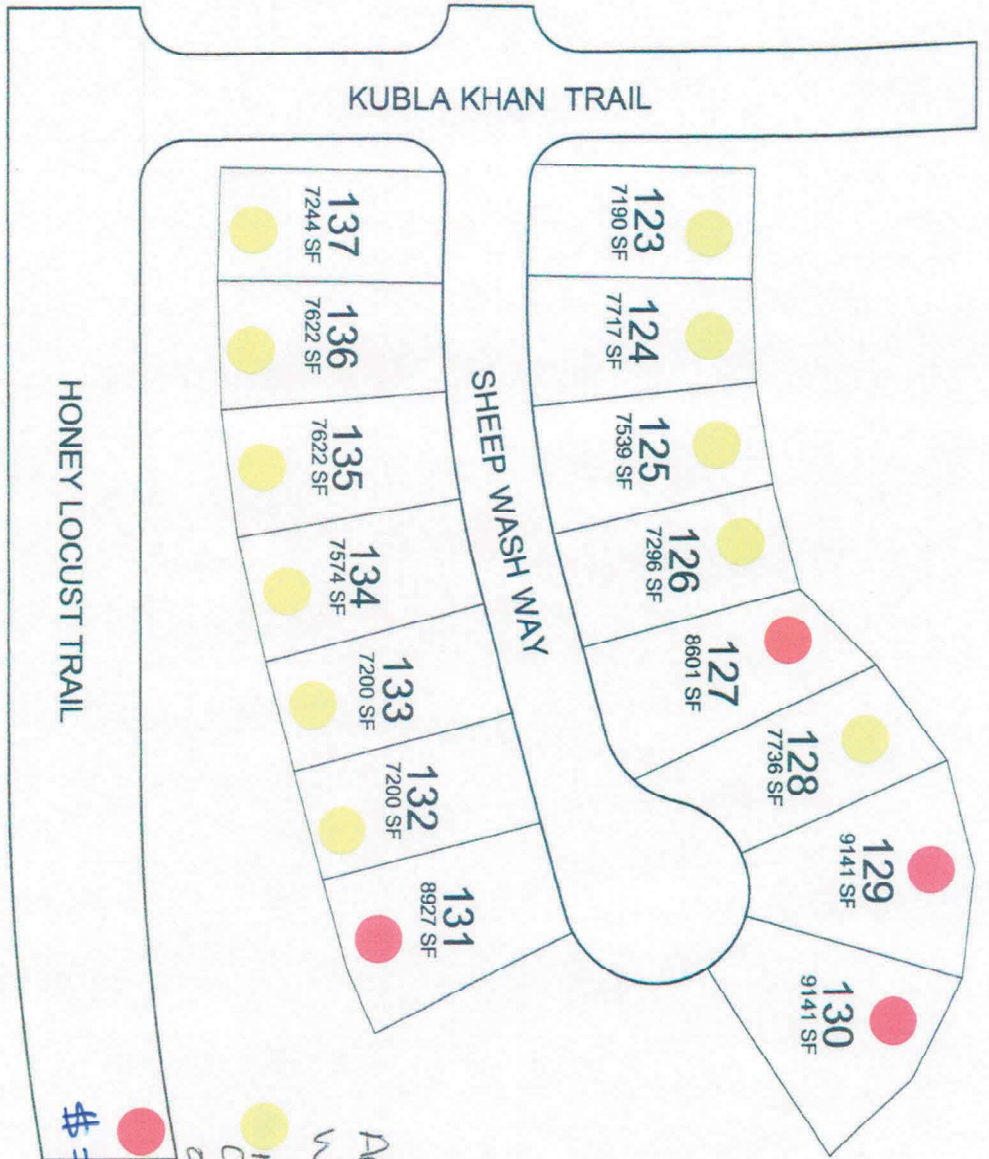 KUBLA KHAN TRAIL
137
7244 SF
136
7622 SF
135
7622 SF
134
7574 SF
133
7200 SF
132
7200 SF
131
8927 SF
SHEEP WASH WAY
123
7190 SF
124
7717 SF
125
7539 SF
126
7296 SF
127
8601 SF
128
7736 SF
129
9141 SF
130
9141 SF
HONEY LOCUST TRAIL
$=